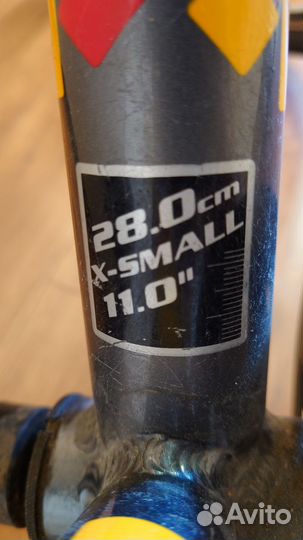 28.0cm
X-SMALL
11.0"
Avito